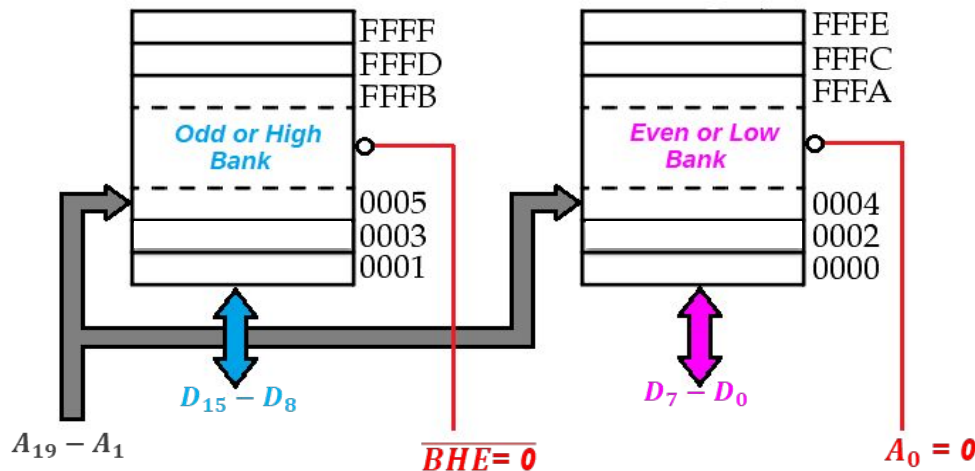 FFFF
FFFD
FFFB
Odd or High
Bank
0005
0003
0001
D₁₅ − D₈
FFFE
FFFC
FFFA
Even or Low
Bank
0004
0002
0000
D₇ − D₀
A₁₉ − A₁
B̅H̅E̅= 0
A₀ = 0